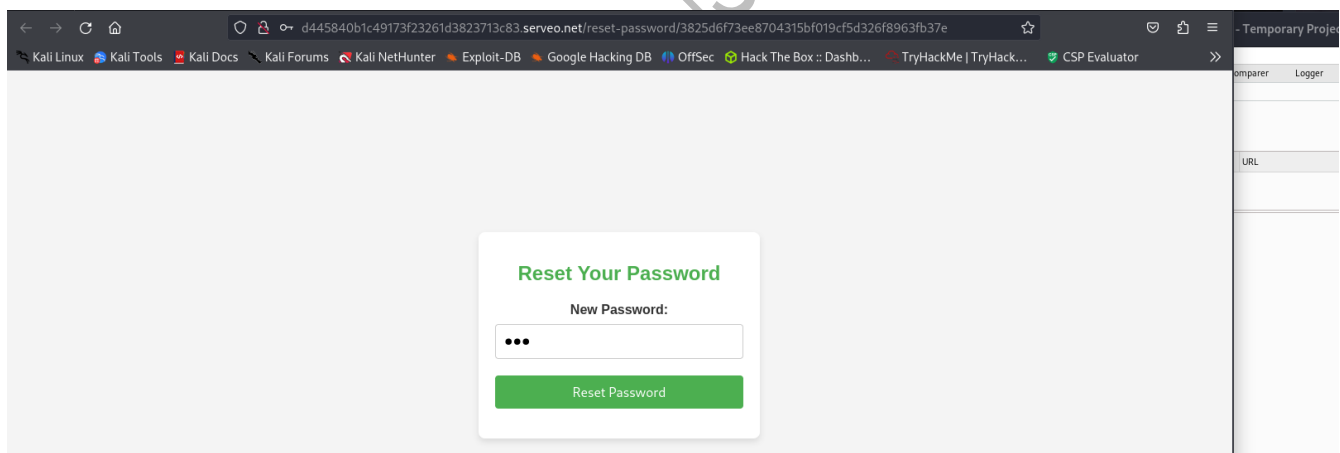 d445840b1c49173f23261d3823713c83.serveo.net/reset-password/3825d6f73ee8704315bf019cf5d326f8963fb37e
- Temporary Projec
Kali Linux Kali Tools Kali Docs Kali Forums Kali NetHunter Exploit-DB Google Hacking DB OffSec Hack The Box :: Dashb... TryHackMe | TryHack... CSP Evaluator
omparer Logger
URL
Reset Your Password
New Password:
Reset Password